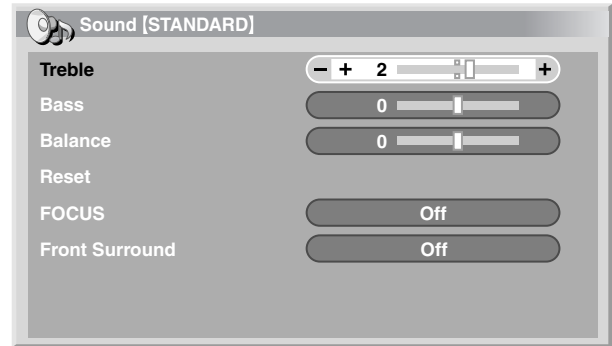 Sound [STANDARD]
Treble − + 2 +
Bass 0
Balance 0
Reset
FOCUS Off
Front Surround Off